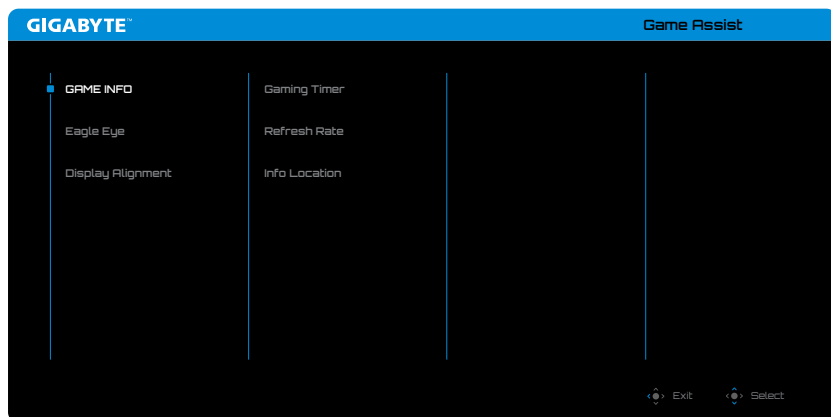 GIGABYTE™ Game Assist
GAME INFO Gaming Timer
Eagle Eye Refresh Rate
Display Alignment Info Location
Exit Select